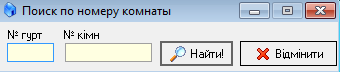 Поиск по номеру комнаты
№ гурт № кімн
Найти! Відмінити